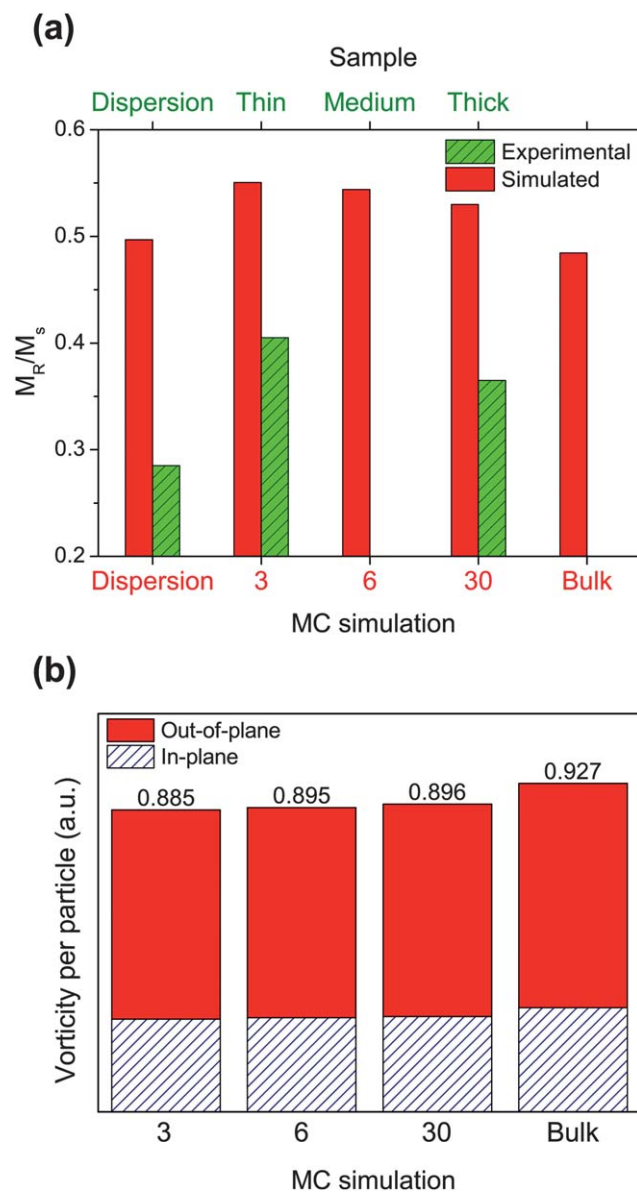 (a)
Sample
Dispersion Thin Medium Thick
0.6
Experimental
Simulated
0.5
0.4
0.3
0.2
M_R/M_s
Dispersion 3 6 30 Bulk
MC simulation
(b)
Out-of-plane
In-plane
0.885 0.895 0.896 0.927
Vorticity per particle (a.u.)
3 6 30 Bulk
MC simulation